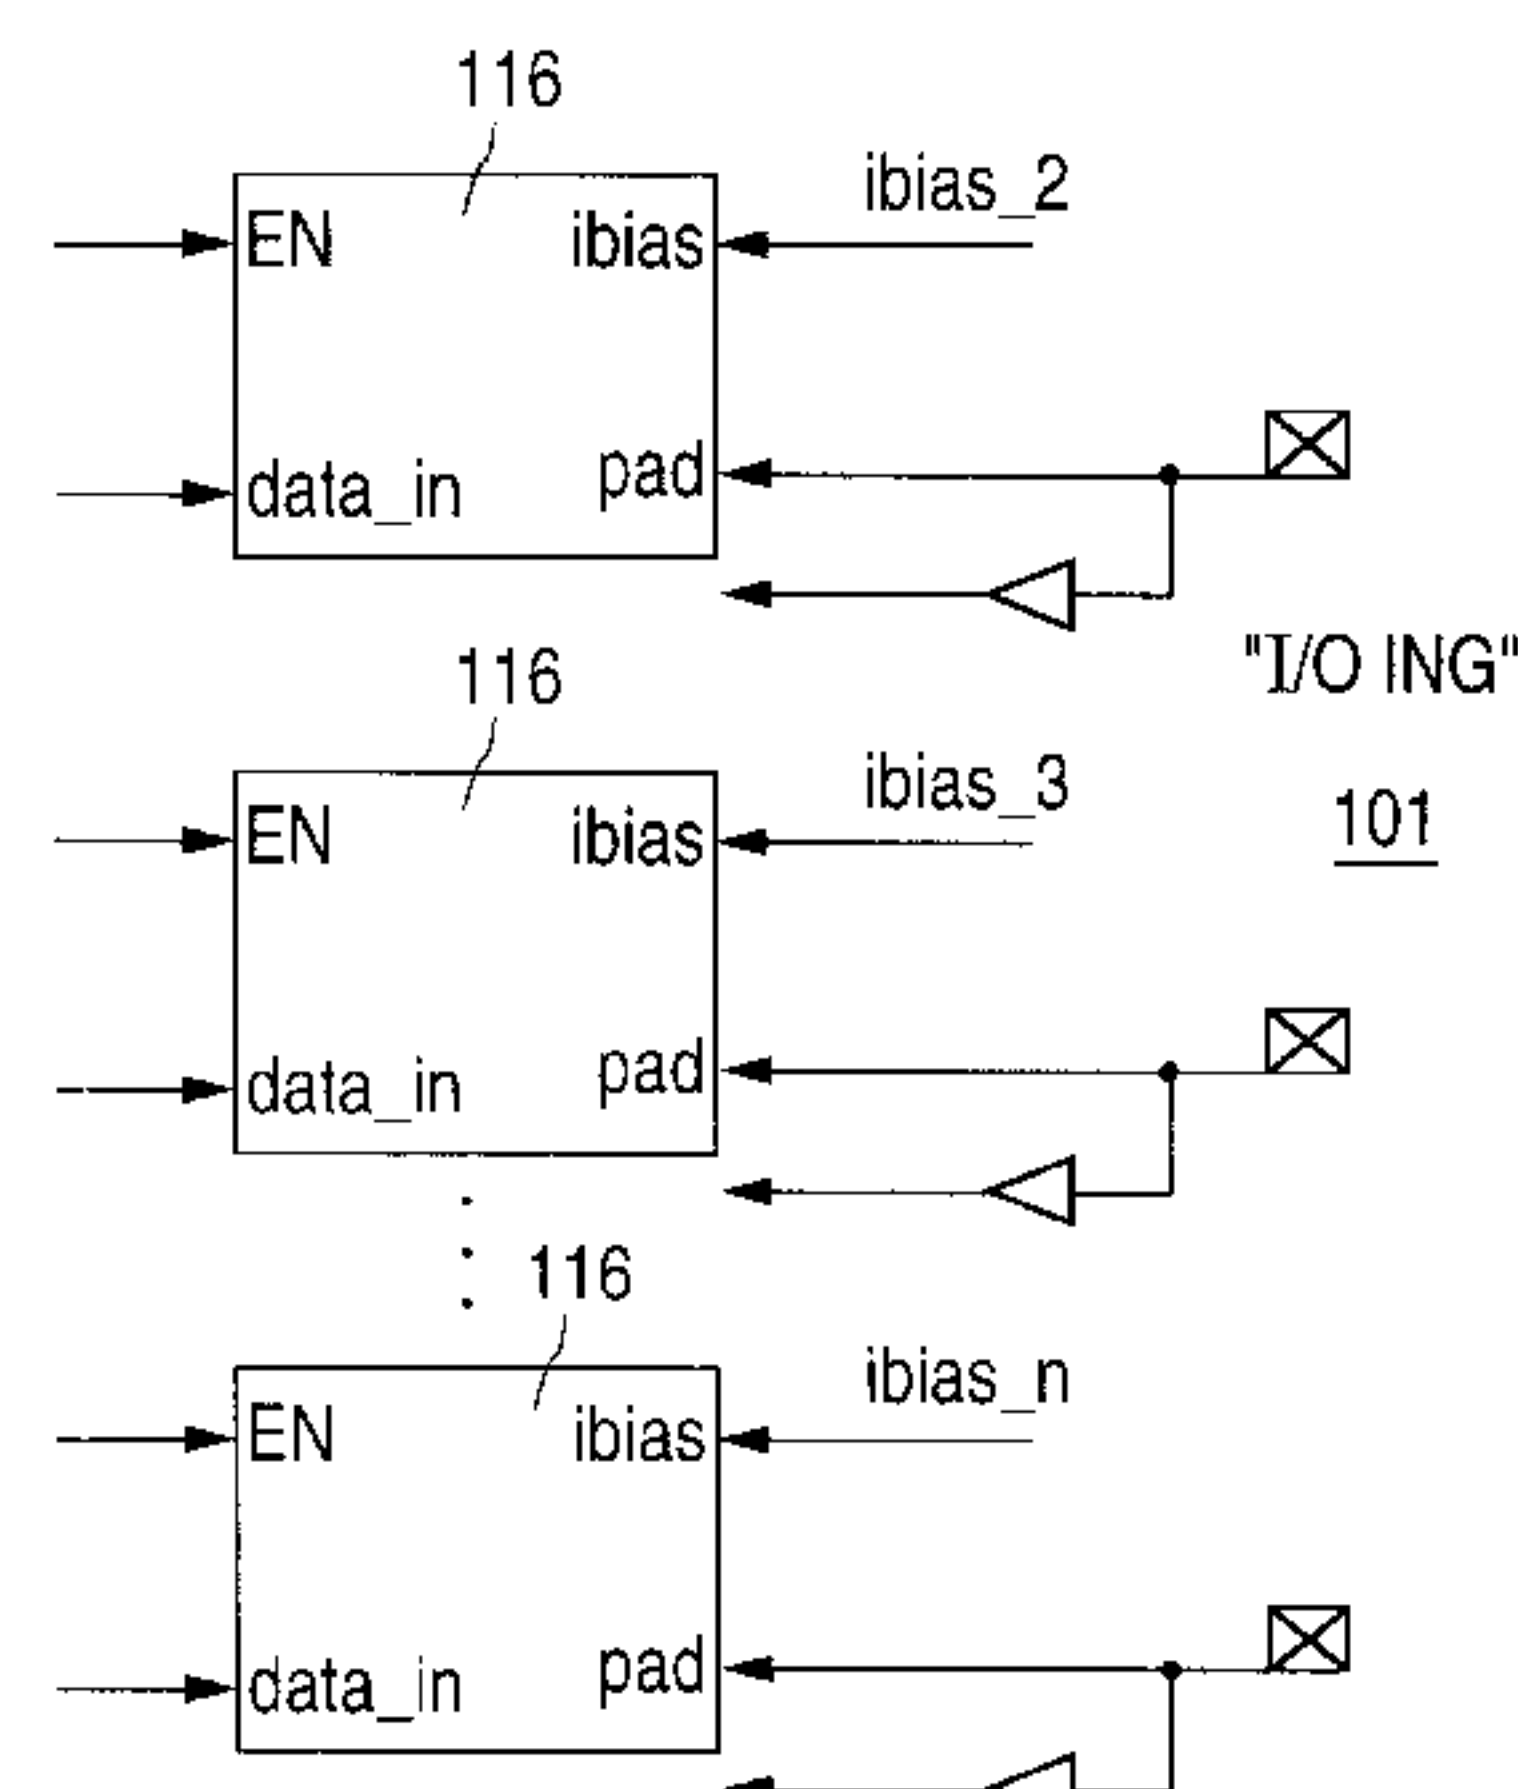 116
ibias_2
EN ibias
data_in pad
"I/O ING"
116
ibias_3
101
EN ibias
data_in pad
116
ibias_n
EN ibias
data_in pad